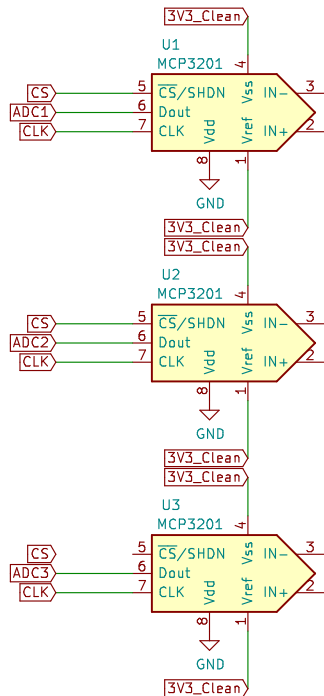 3V3_Clean
U1
MCP3201
4
CS 5 CS/SHDN Vss IN- 3
ADC1 6 Dout
CLK 7 CLK Vdd Vref IN+ 2
8 1
GND
3V3_Clean
3V3_Clean
U2
MCP3201
4
CS 5 CS/SHDN Vss IN- 3
ADC2 6 Dout
CLK 7 CLK Vdd Vref IN+ 2
8 1
GND
3V3_Clean
3V3_Clean
U3
MCP3201
4
CS 5 CS/SHDN Vss IN- 3
ADC3 6 Dout
CLK 7 CLK Vdd Vref IN+ 2
8 1
GND
3V3_Clean